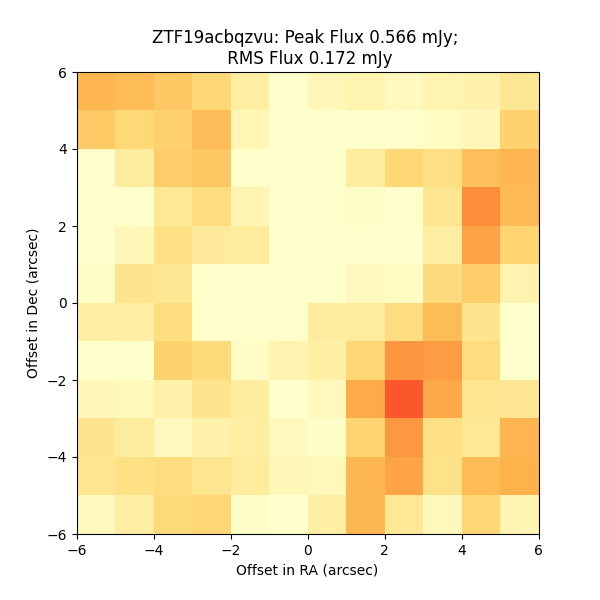 ZTF19acbqzvu: Peak Flux 0.566 mJy;
RMS Flux 0.172 mJy
6
4
2
0
−2
−4
−6
Offset in Dec (arcsec)
−6 −4 −2 0 2 4 6
Offset in RA (arcsec)